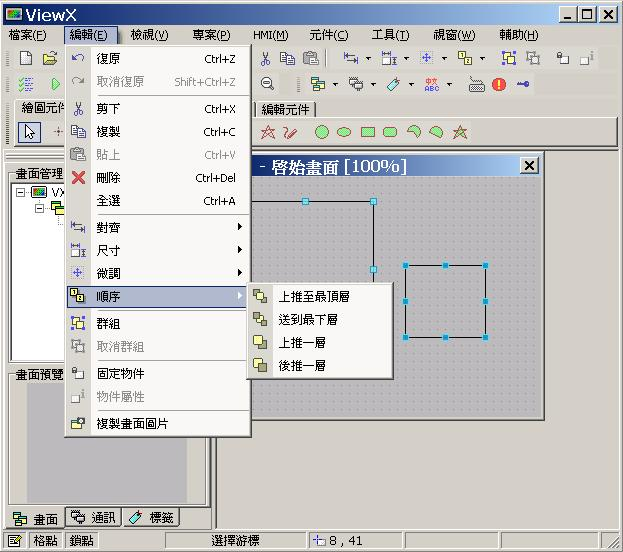 ViewX
檔案(F) 編輯(E) 檢視(V) 專案(P) HMI(M) 元件(C) 工具(T) 視窗(W) 輔助(H)
復原 Ctrl+Z
取消復原 Shift+Ctrl+Z
剪下 Ctrl+X
複製 Ctrl+C
貼上 Ctrl+V
刪除 Ctrl+Del
全選 Ctrl+A
對齊
尺寸
微調
順序
群組
取消群組
固定物件
物件屬性
複製畫面圖片
上推至最頂層
送到最下層
上推一層
後推一層
中文
ABC
繪圖元件
編輯元件
畫面管理
VX
- 啓始畫面 [100%]
畫面預覽
畫面 通訊 標籤
格點 鎖點 選擇游標 8 , 41